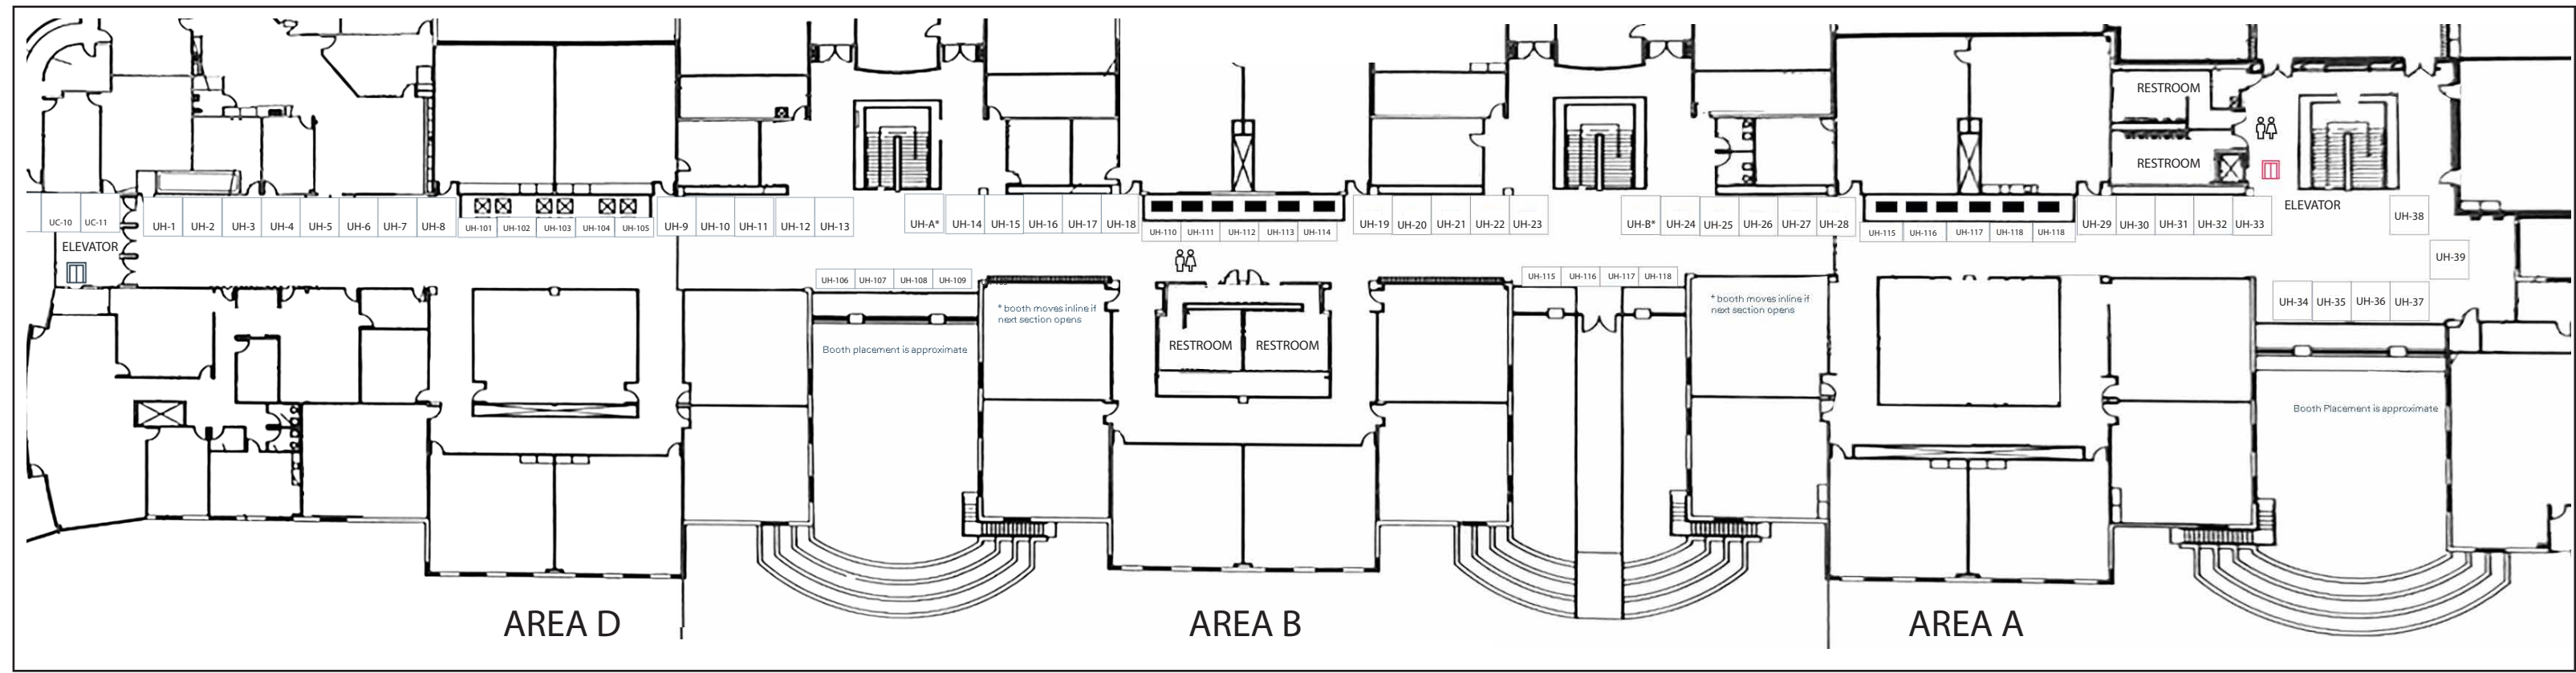 RESTROOM
RESTROOM
UC-10 UC-11
UH-1 UH-2 UH-3 UH-4 UH-5 UH-6 UH-7 UH-8
UH-101 UH-102 UH-103 UH-104 UH-105
UH-9 UH-10 UH-11 UH-12 UH-13
UH-A* UH-14 UH-15 UH-16 UH-17 UH-18
UH-110 UH-111 UH-112 UH-113 UH-114
UH-19 UH-20 UH-21 UH-22 UH-23
UH-B* UH-24 UH-25 UH-26 UH-27 UH-28
UH-115 UH-116 UH-117 UH-118 UH-118
UH-29 UH-30 UH-31 UH-32 UH-33
ELEVATOR
UH-38
ELEVATOR
UH-39
UH-106 UH-107 UH-108 UH-109
UH-115 UH-116 UH-117 UH-118
UH-34 UH-35 UH-36 UH-37
* booth moves inline if
next section opens
* booth moves inline if
next section opens
Booth placement is approximate
RESTROOM RESTROOM
Booth Placement is approximate
AREA D
AREA B
AREA A